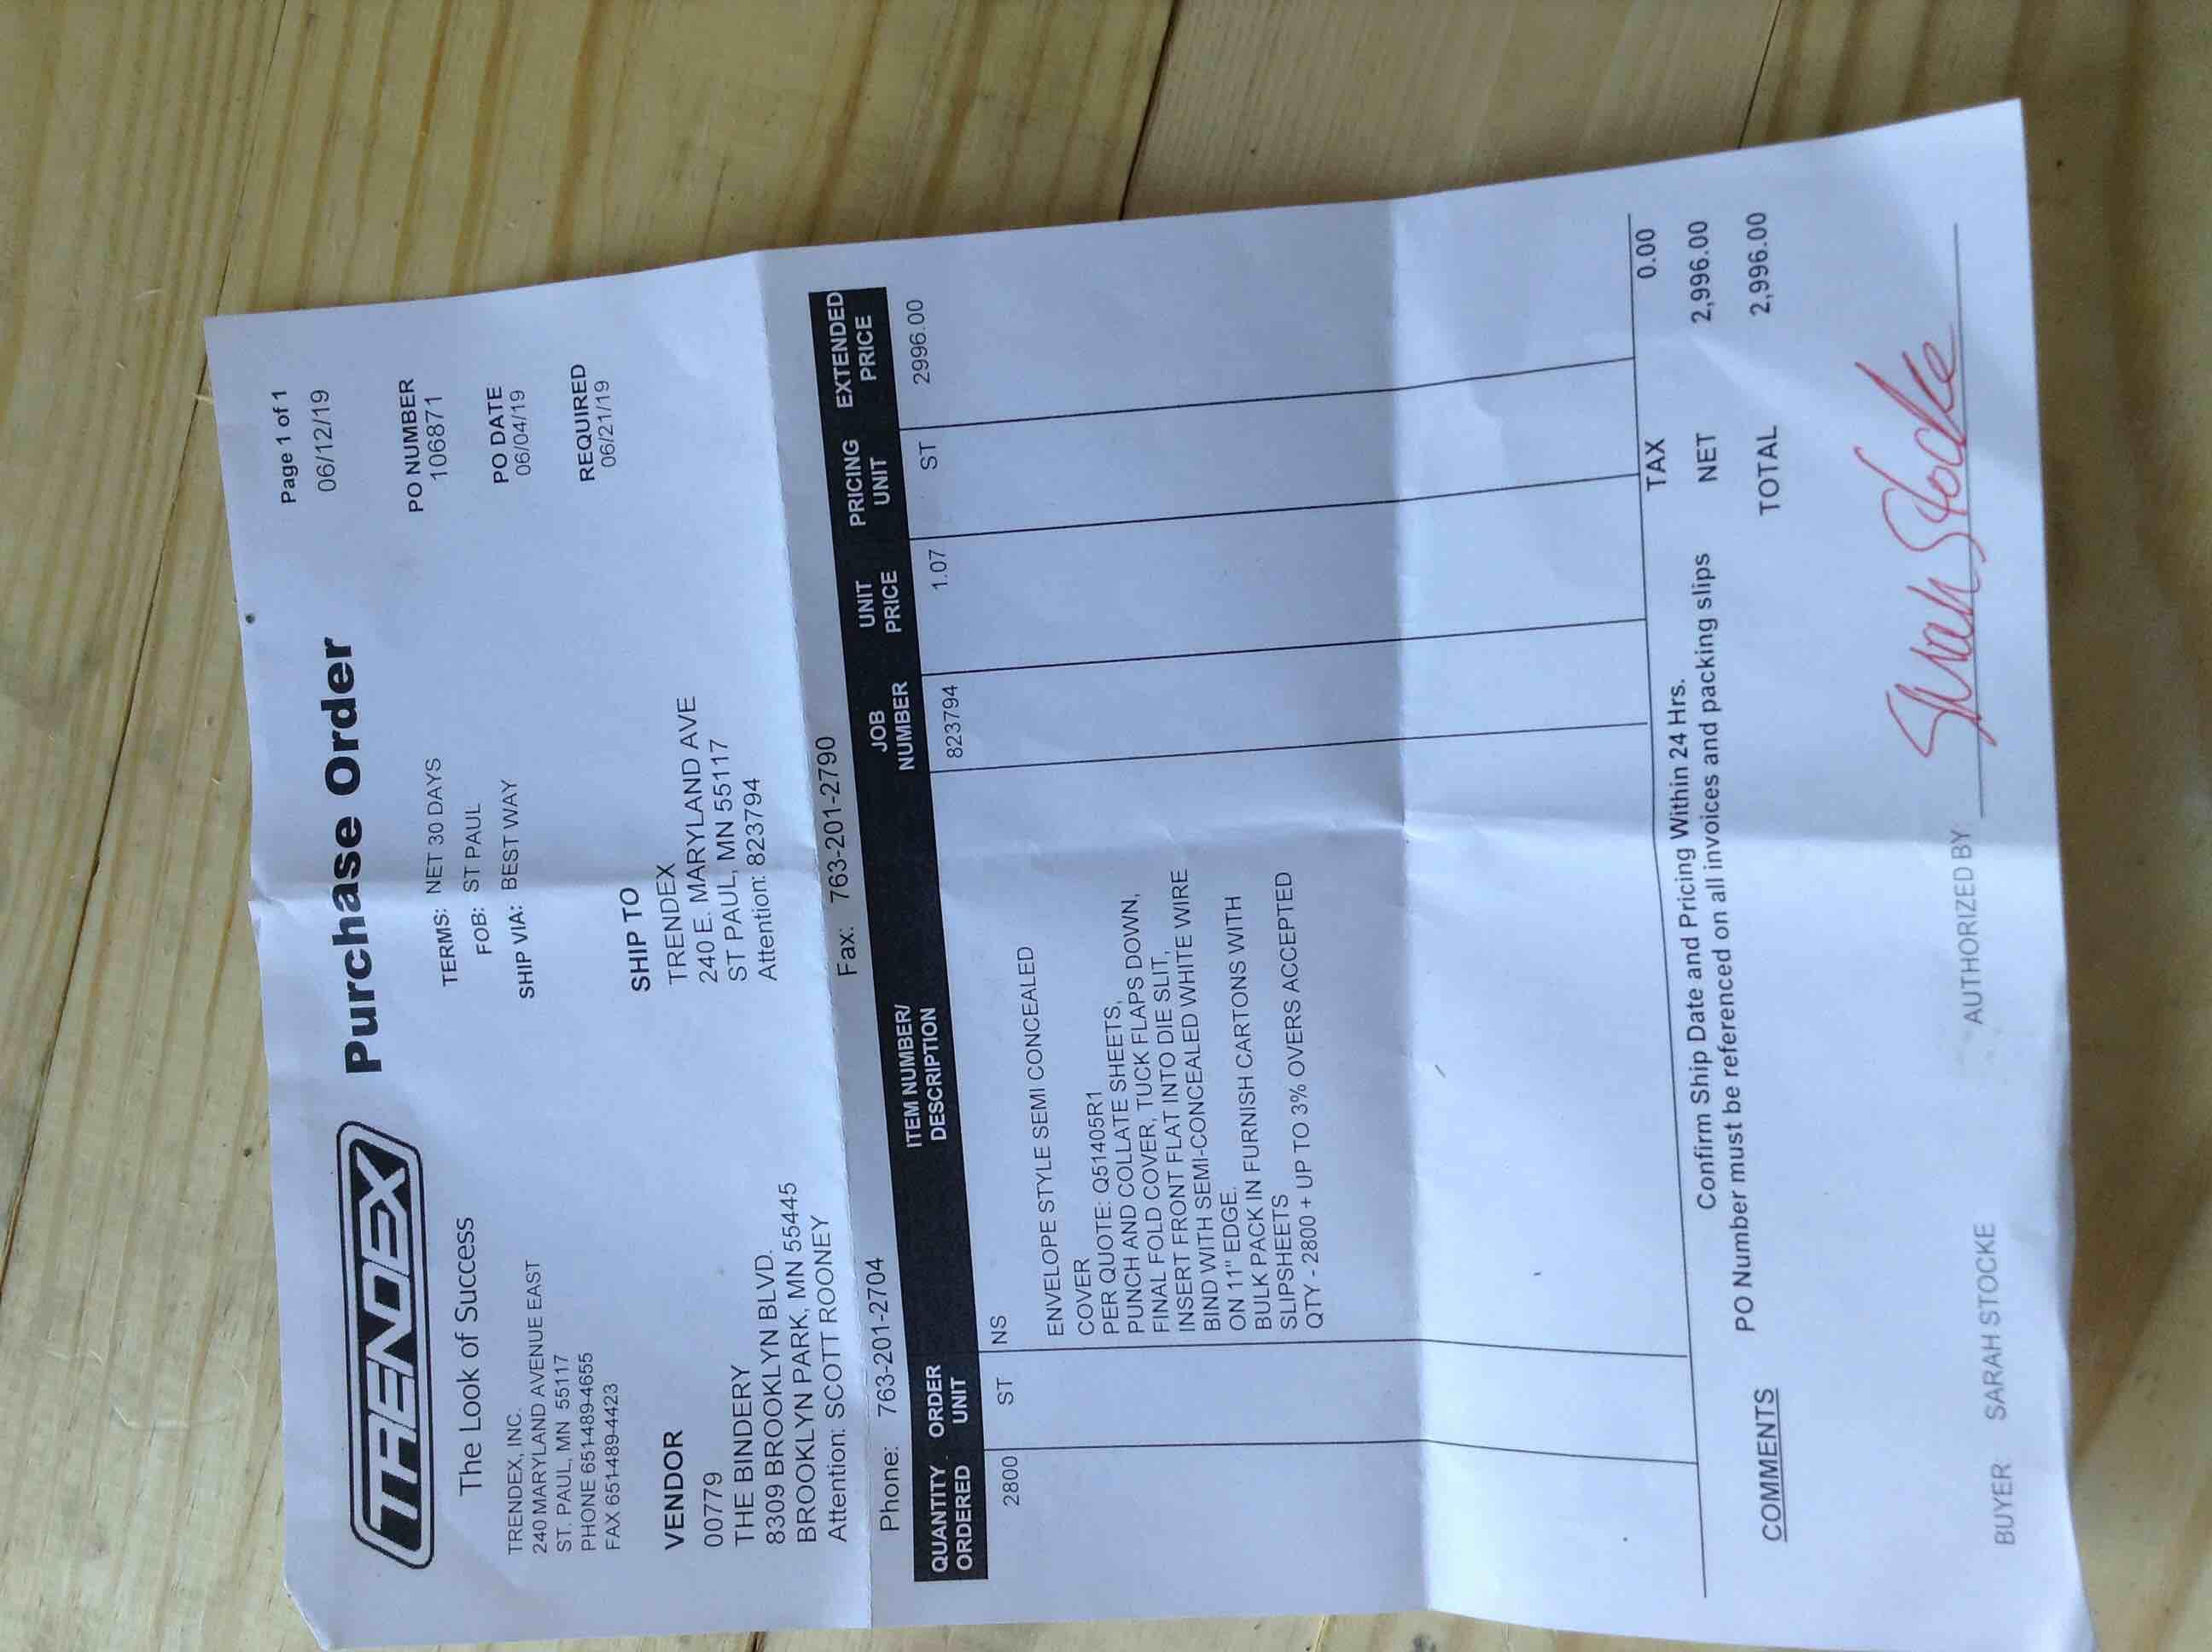 TRENDEX
Purchase Order
Page 1 of 1
06/12/19
The Look of Success
TERMS: NET 30 DAYS
FOB: ST PAUL
SHIP VIA: BEST WAY
PO NUMBER
106871
PO DATE
06/04/19
REQUIRED
06/21/19
TRENDEX, INC.
240 MARYLAND AVENUE EAST
ST. PAUL, MN 55117
PHONE 651-489-4655
FAX 651-489-4423
VENDOR
00779
THE BINDERY
8309 BROOKLYN BLVD.
BROOKLYN PARK, MN 55445
Attention: SCOTT ROONEY
SHIP TO
TRENDEX
240 E. MARYLAND AVE
ST PAUL, MN 55117
Attention: 823794
Phone: 763-201-2704 Fax: 763-201-2790
QUANTITY ORDERED ORDER UNIT ITEM NUMBER/ DESCRIPTION JOB NUMBER UNIT PRICE PRICING UNIT EXTENDED PRICE
2800 ST NS 823794 1.07 ST 2996.00
ENVELOPE STYLE SEMI CONCEALED
COVER
PER QUOTE: Q51405R1
PUNCH AND COLLATE SHEETS,
FINAL FOLD COVER, TUCK FLAPS DOWN,
INSERT FRONT FLAT INTO DIE SLIT,
BIND WITH SEMI-CONCEALED WHITE WIRE
ON 11" EDGE.
BULK PACK IN FURNISH CARTONS WITH
SLIPSHEETS
QTY - 2800 + UP TO 3% OVERS ACCEPTED
TAX 0.00
Confirm Ship Date and Pricing Within 24 Hrs.
NET 2,996.00
COMMENTS PO Number must be referenced on all invoices and packing slips
TOTAL 2,996.00
BUYER SARAH STOCKE AUTHORIZED BY Sarah Stocke